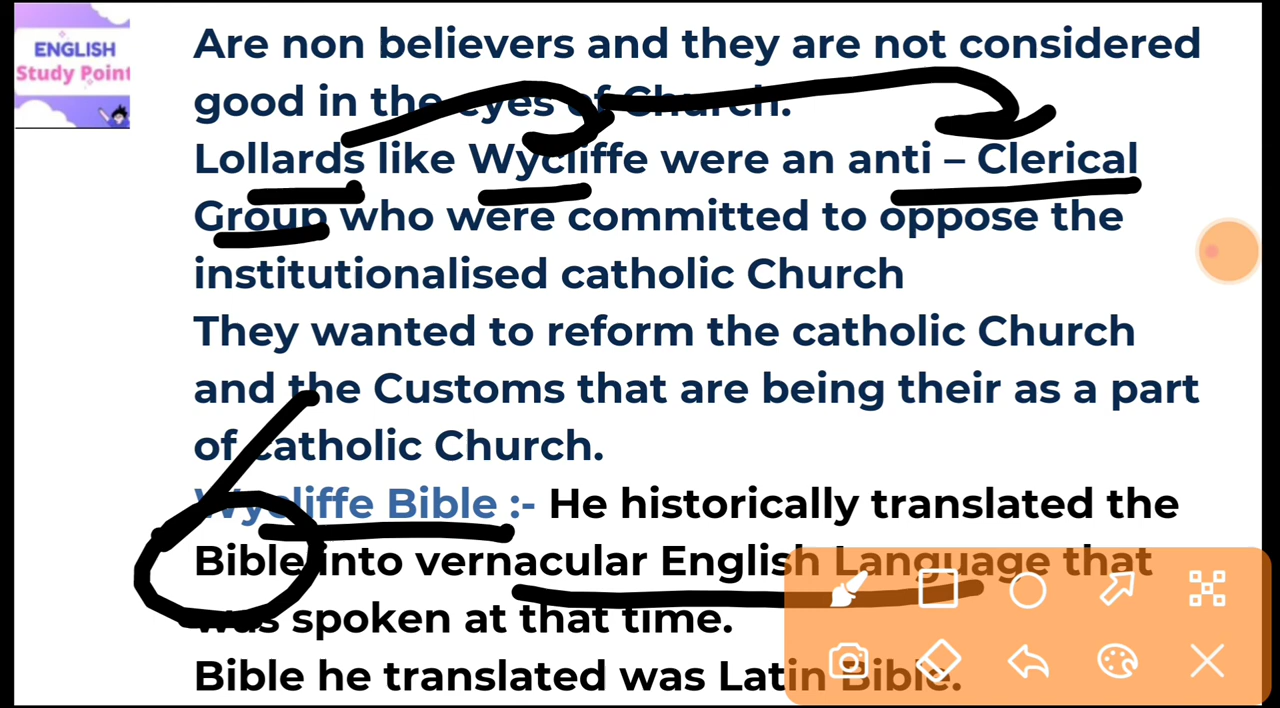 ENGLISH
Study Point
Are non believers and they are not considered
good in the eyes of Church.
Lollards like Wycliffe were an anti – Clerical
Group who were committed to oppose the
institutionalised catholic Church
They wanted to reform the catholic Church
and the Customs that are being their as a part
of catholic Church.
Wycliffe Bible :- He historically translated the
Bible into vernacular English Language that
was spoken at that time.
Bible he translated was Latin Bible.